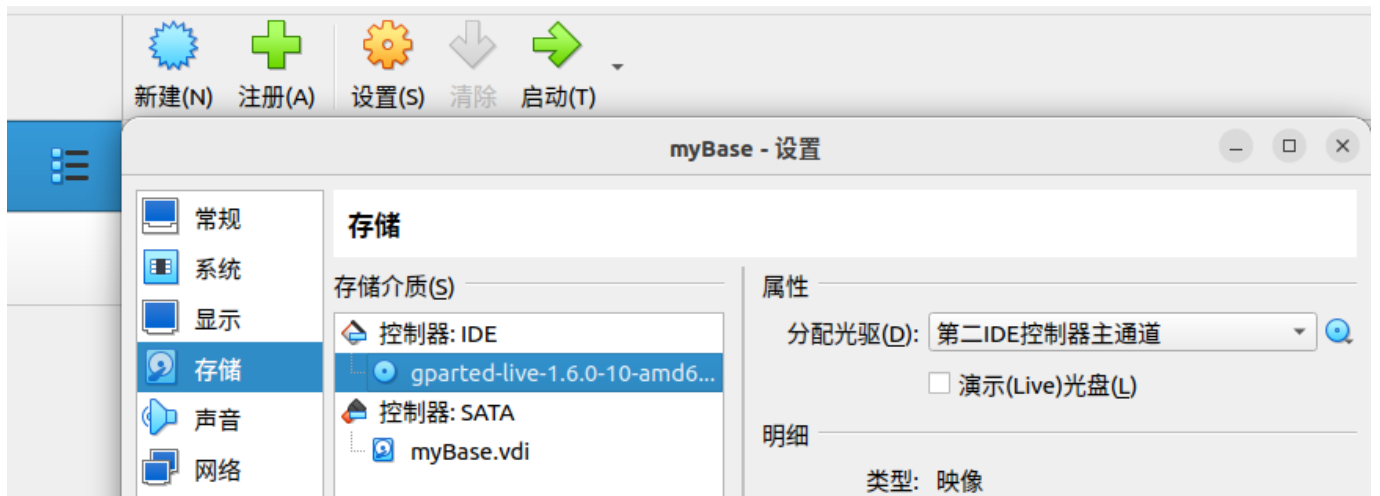 新建(N) 注册(A) 设置(S) 清除 启动(T)
myBase - 设置
常规
系统
显示
存储
声音
网络
存储
存储介质(S)
控制器: IDE
gparted-live-1.6.0-10-amd6...
控制器: SATA
myBase.vdi
属性
分配光驱(D): 第二IDE控制器主通道
演示(Live)光盘(L)
明细
类型: 映像